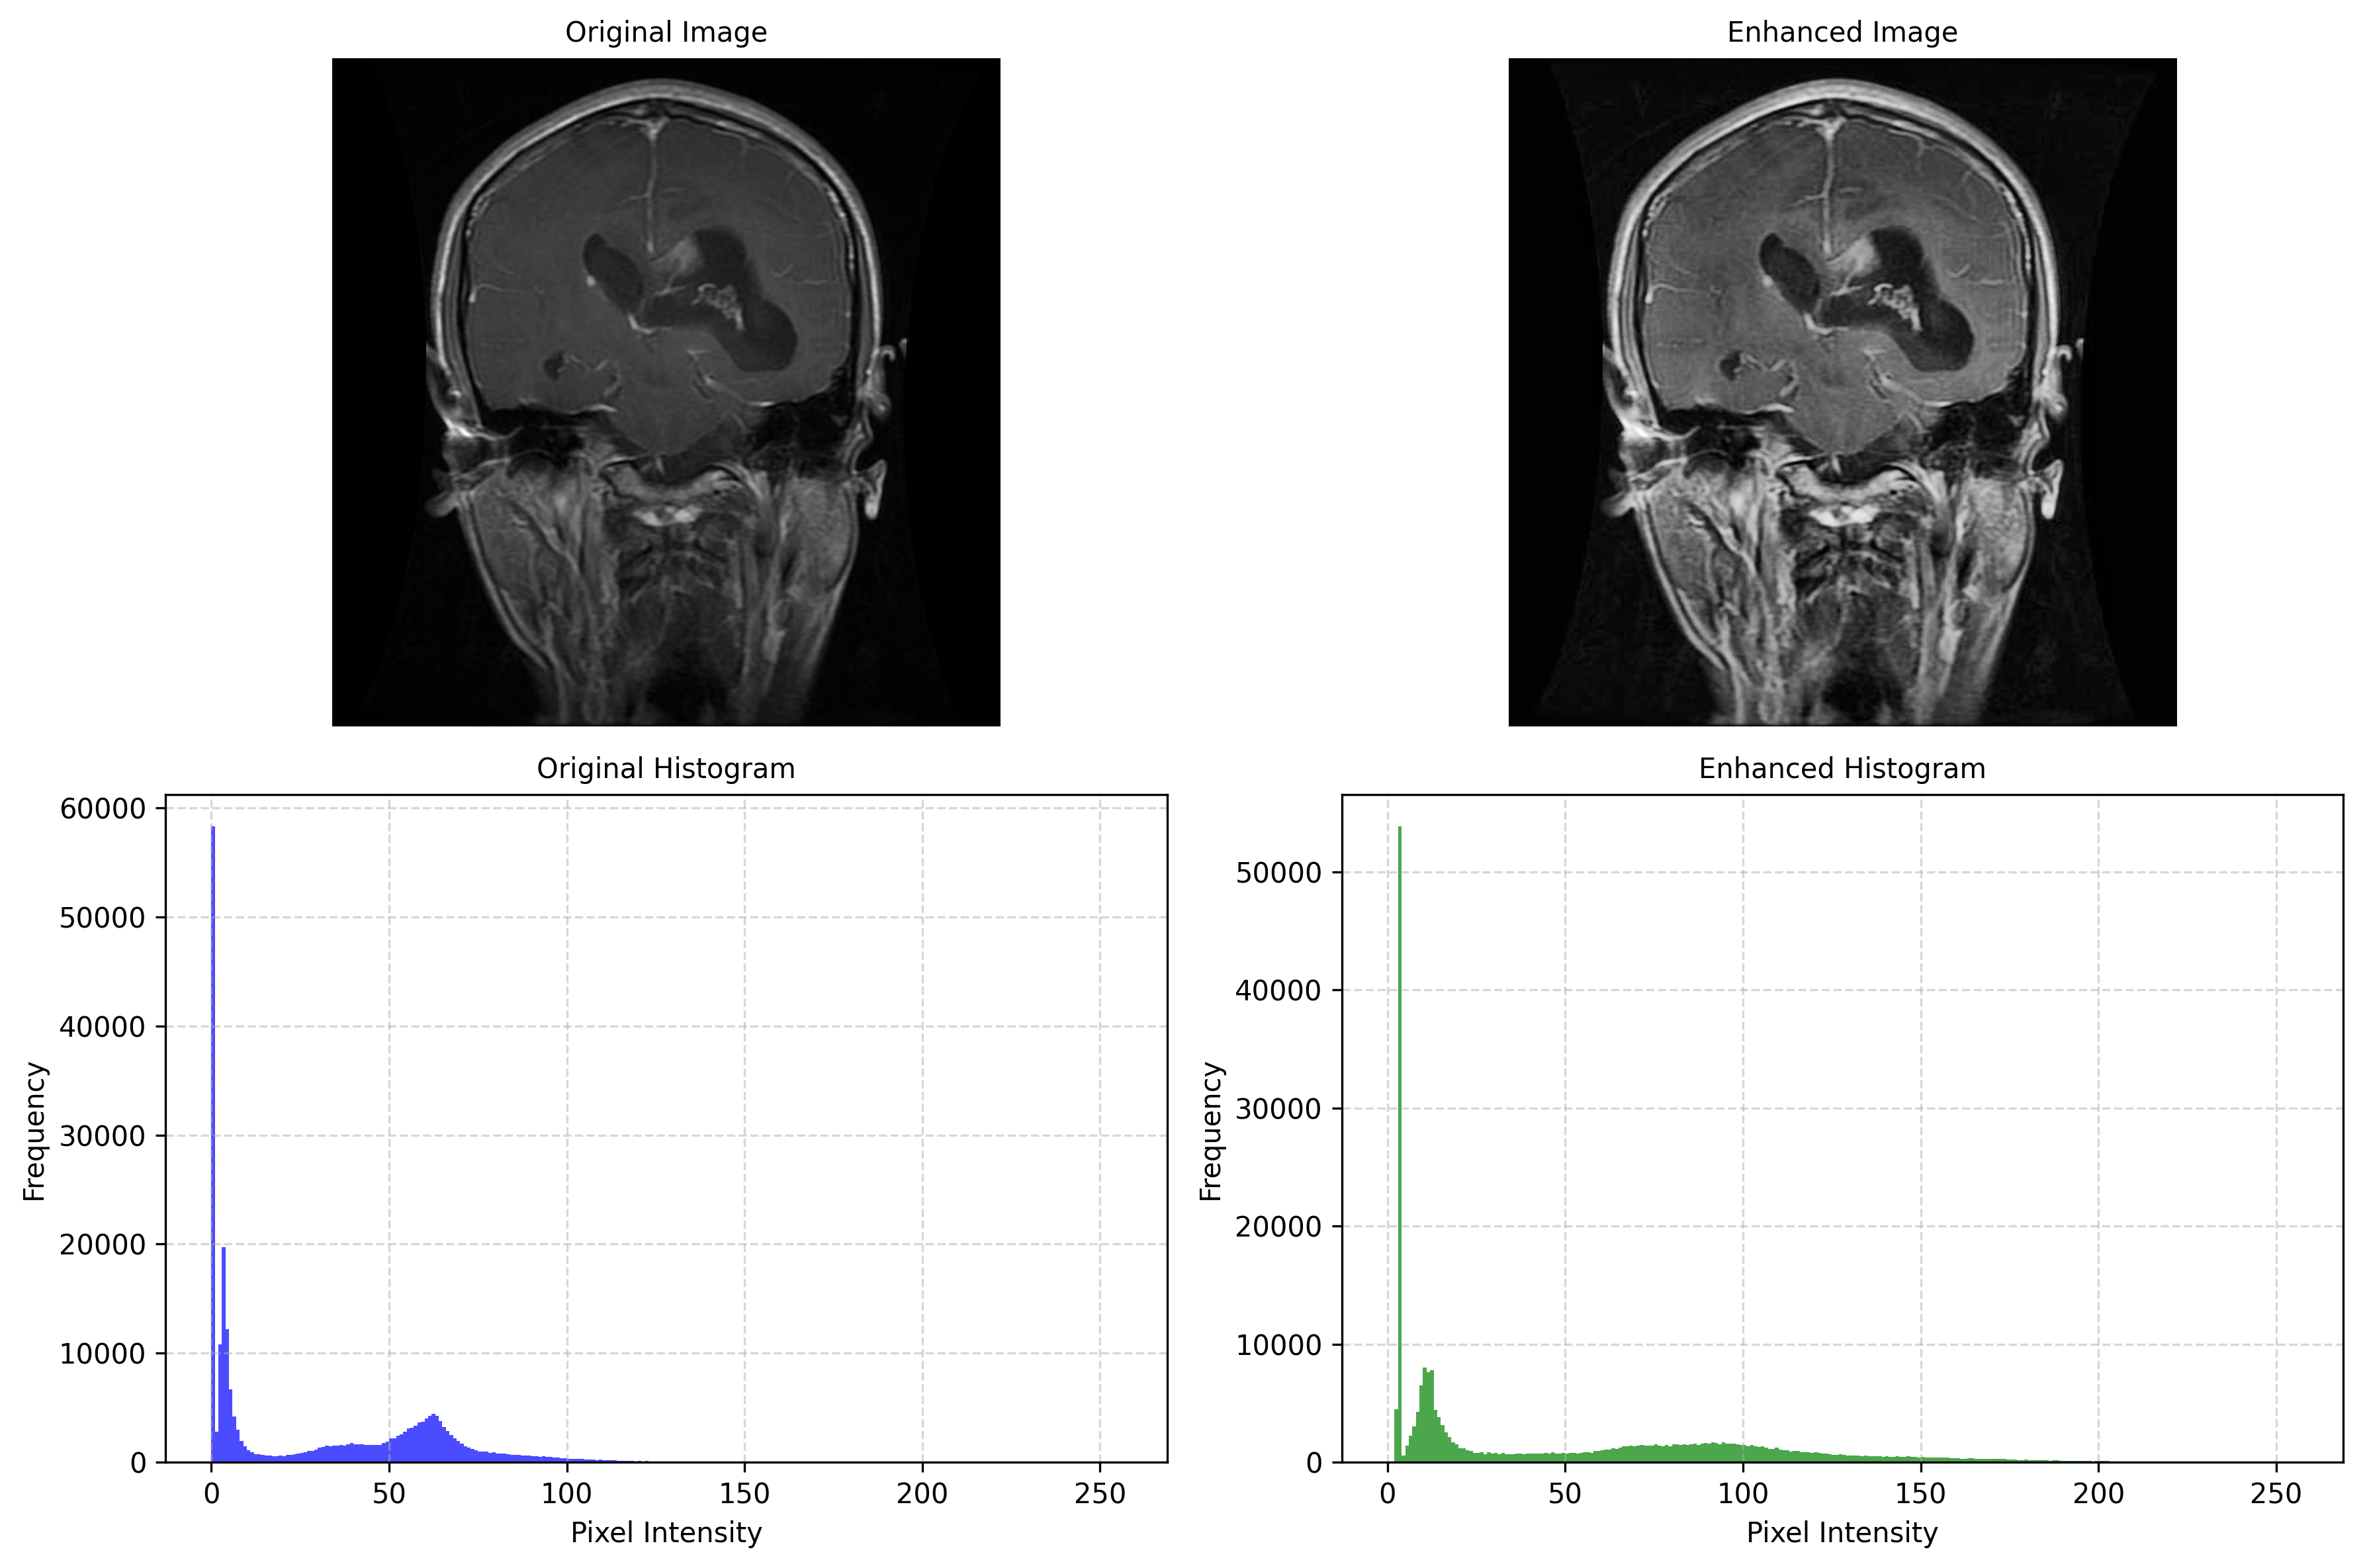 Original Image
Enhanced Image
Original Histogram
Enhanced Histogram
60000
50000
40000
30000
20000
10000
0
Frequency
0 50 100 150 200 250
Pixel Intensity
50000
40000
30000
20000
10000
0
Frequency
0 50 100 150 200 250
Pixel Intensity